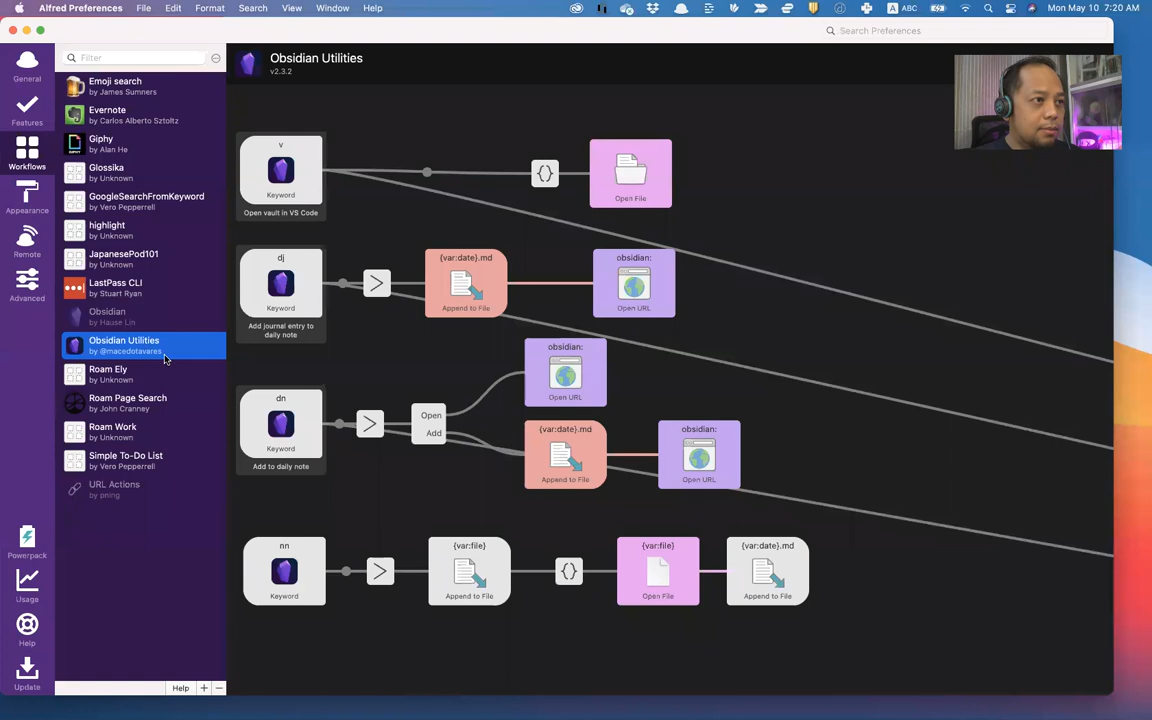 Alfred Preferences File Edit Format Search View Window Help
ABC Mon May 10 7:20 AM
Search Preferences
General
Features
Workflows
Appearance
Remote
Advanced
Powerpack
Usage
Help
Update
Filter
Emoji search
by James Sumners
Evernote
by Carlos Alberto Sztoltz
Giphy
by Alan He
Glossika
by Unknown
GoogleSearchFromKeyword
by Vero Pepperrell
highlight
by Unknown
JapanesePod101
by Unknown
LastPass CLI
by Stuart Ryan
Obsidian
by Hause Lin
Obsidian Utilities
by @macedotavares
Roam Ely
by Unknown
Roam Page Search
by John Cranney
Roam Work
by Unknown
Simple To-Do List
by Vero Pepperrell
URL Actions
by pning
Help + −
Obsidian Utilities
v2.3.2
v
Keyword
Open vault in VS Code
{}
Open File
dj
Keyword
Add journal entry to
daily note
>
{var:date}.md
Append to File
obsidian:
Open URL
obsidian:
Open URL
dn
Keyword
Add to daily note
>
Open
Add
{var:date}.md
Append to File
obsidian:
Open URL
nn
Keyword
>
{var:file}
Append to File
{}
{var:file}
Open File
{var:date}.md
Append to File